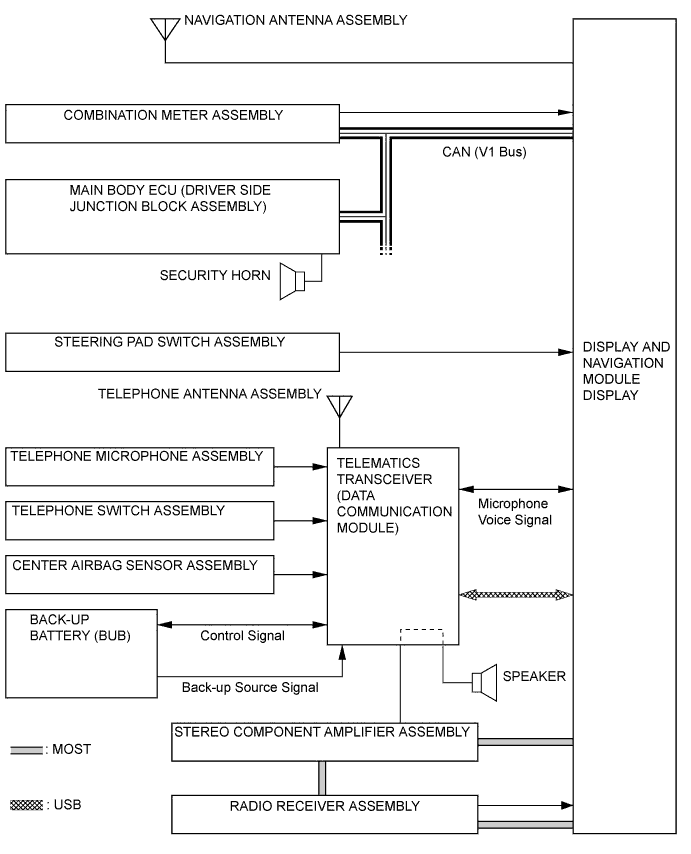 NAVIGATION ANTENNA ASSEMBLY
COMBINATION METER ASSEMBLY
CAN (V1 Bus)
MAIN BODY ECU (DRIVER SIDE
JUNCTION BLOCK ASSEMBLY)
SECURITY HORN
STEERING PAD SWITCH ASSEMBLY
DISPLAY AND
NAVIGATION
MODULE
DISPLAY
TELEPHONE ANTENNA ASSEMBLY
TELEPHONE MICROPHONE ASSEMBLY
TELEMATICS
TRANSCEIVER
(DATA
COMMUNICATION
MODULE)
Microphone
Voice Signal
TELEPHONE SWITCH ASSEMBLY
CENTER AIRBAG SENSOR ASSEMBLY
BACK-UP
BATTERY (BUB)
Control Signal
Back-up Source Signal
SPEAKER
STEREO COMPONENT AMPLIFIER ASSEMBLY
: MOST
RADIO RECEIVER ASSEMBLY
: USB